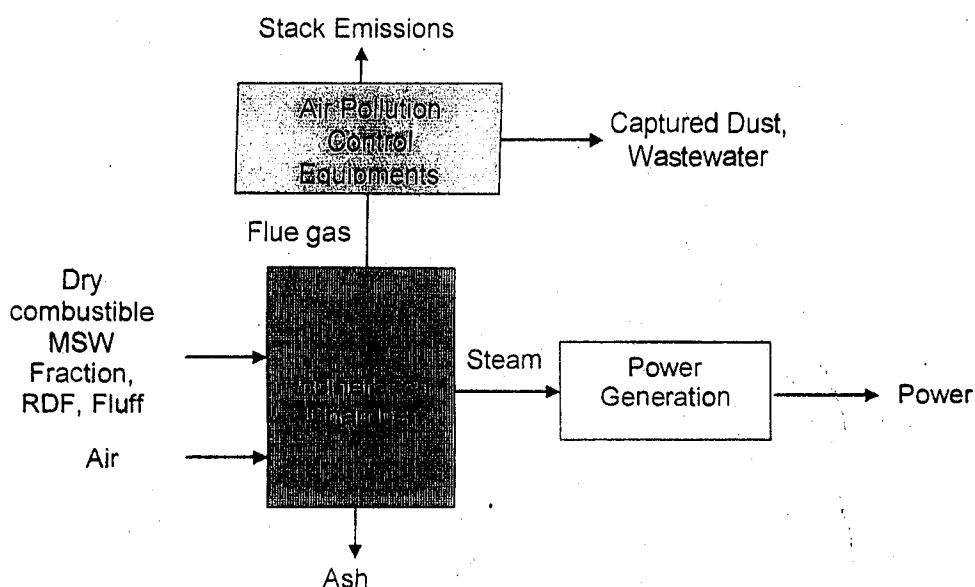 Stack Emissions
Air Pollution
Control
Equipments
Captured Dust,
Wastewater
Flue gas
Dry
combustible
MSW
Fraction,
RDF, Fluff
Air
Steam
Power
Generation
Power
Ash